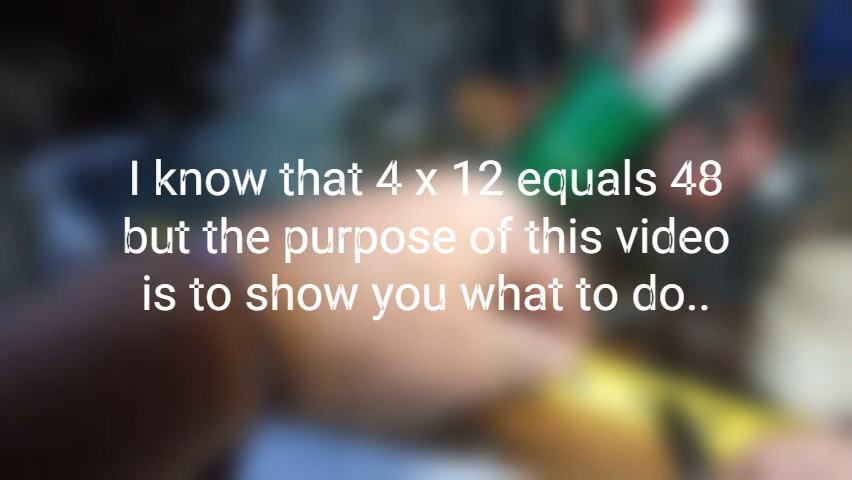 I know that 4 x 12 equals 48
but the purpose of this video
is to show you what to do..